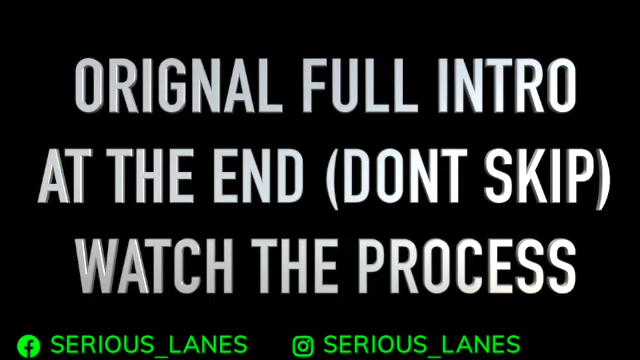 ORIGNAL FULL INTRO
AT THE END (DONT SKIP)
WATCH THE PROCESS
SERIOUS_LANES SERIOUS_LANES